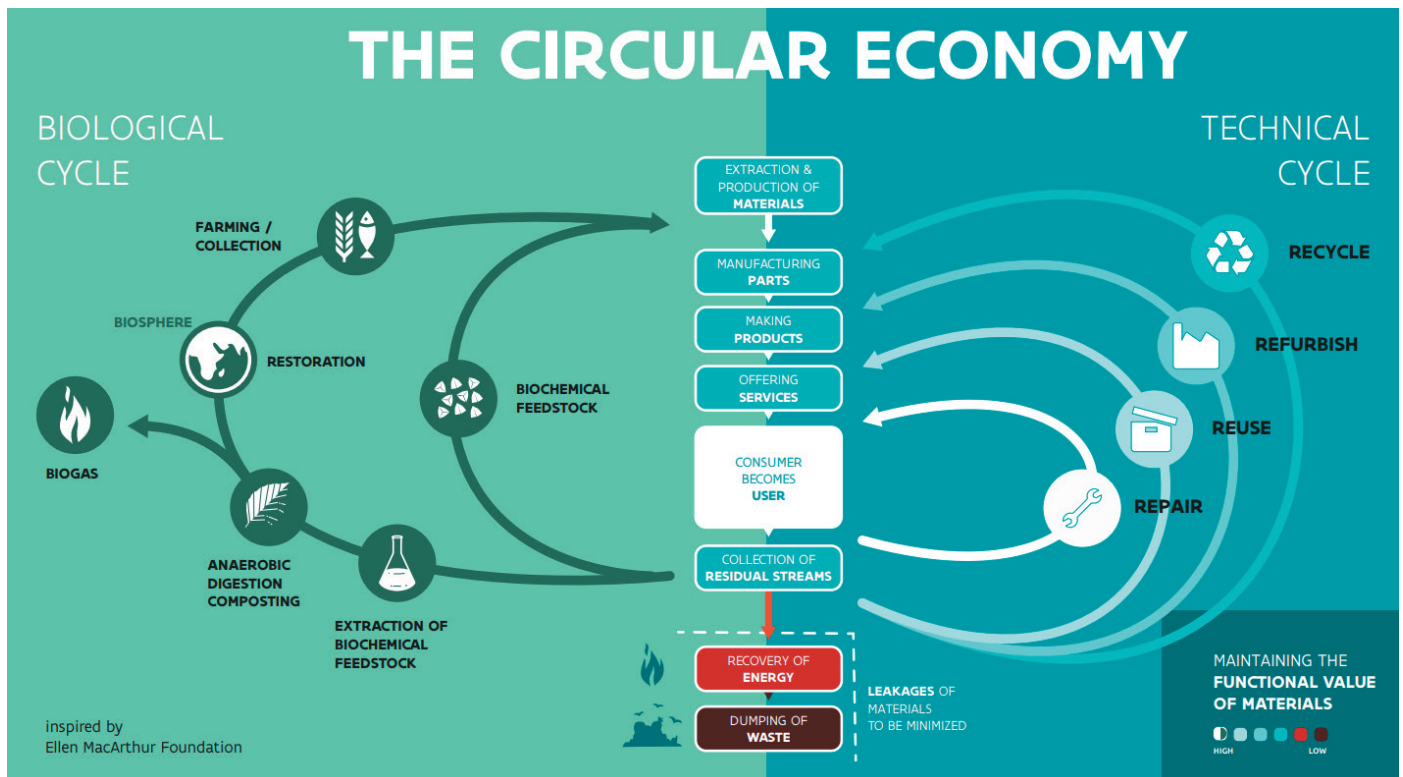 THE CIRCULAR ECONOMY
BIOLOGICAL
CYCLE
TECHNICAL
CYCLE
FARMING /
COLLECTION
BIOSPHERE
RESTORATION
BIOGAS
ANAEROBIC
DIGESTION
COMPOSTING
EXTRACTION OF
BIOCHEMICAL
FEEDSTOCK
BIOCHEMICAL
FEEDSTOCK
EXTRACTION &
PRODUCTION OF
MATERIALS
MANUFACTURING
PARTS
MAKING
PRODUCTS
OFFERING
SERVICES
CONSUMER
BECOMES
USER
COLLECTION OF
RESIDUAL STREAMS
RECOVERY OF
ENERGY
DUMPING OF
WASTE
LEAKAGES OF
MATERIALS
TO BE MINIMIZED
RECYCLE
REFURBISH
REUSE
REPAIR
MAINTAINING THE
FUNCTIONAL VALUE
OF MATERIALS
HIGH LOW
inspired by
Ellen MacArthur Foundation